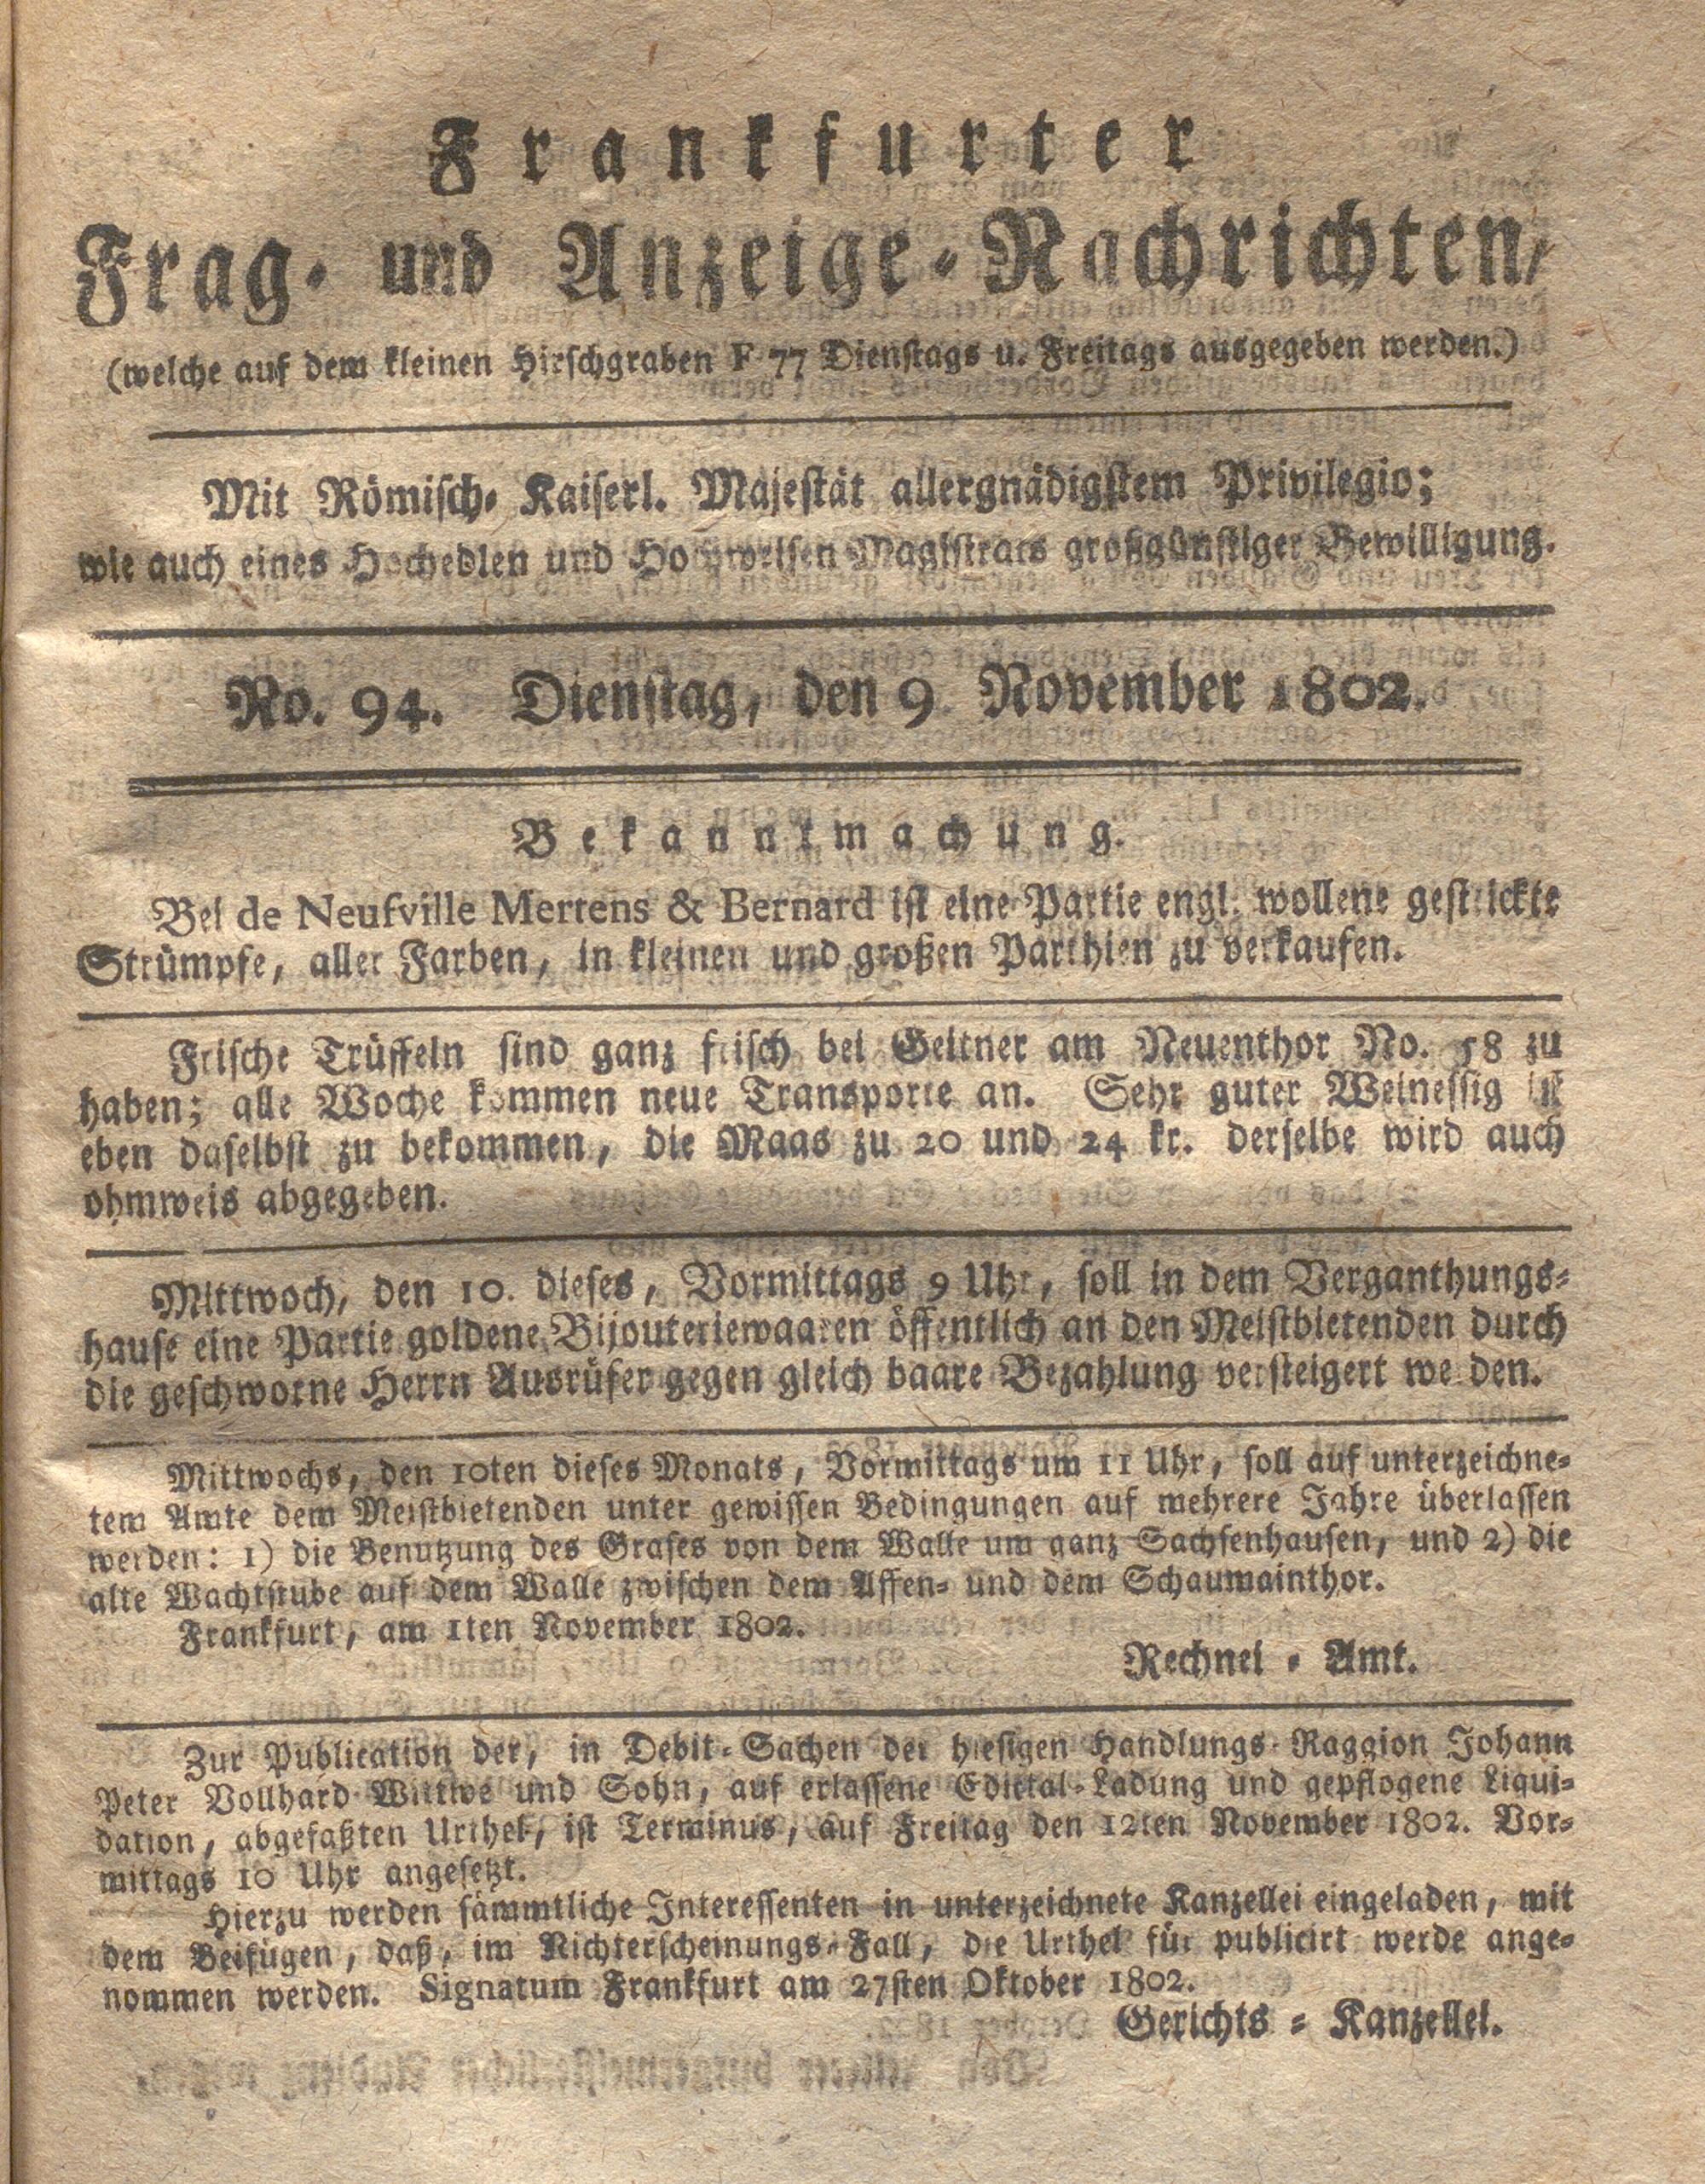 Frankfurter
Frag- und Anzeige-Nachrichten,
(welche auf dem kleinen Hirschgraben F 77 Dienstags u. Freitags ausgegeben werden.)
Mit Römisch- Kaiserl. Majestät allergnädigstem Privilegio;
wie auch eines Hochedlen und Hochweisen Magistrats großgünstiger Bewilligung.
No. 94. Dienstag, den 9 November 1802.
Bekanntmachung.
Bei de Neufville Mertens & Bernard ist eine Partie engl. wollene gestrickte
Strümpfe, aller Farben, in kleinen und großen Parthien zu verkaufen.
Frische Trüffeln sind ganz frisch bei Geltner am Neuenthor No. 58 zu
haben; alle Woche kommen neue Transporte an. Sehr guter Weinessig ist
eben daselbst zu bekommen, die Maas zu 20 und 24 kr. derselbe wird auch
ohmweis abgegeben.
Mittwoch, den 10. dieses, Vormittags 9 Uhr, soll in dem Verganthungs-
hause eine Partie goldene Bijouteriewaaren öffentlich an den Meistbietenden durch
die geschworne Herrn Ausrüfer gegen gleich baare Bezahlung versteigert werden.
Mittwochs, den 10ten dieses Monats, Vormittags um 11 Uhr, soll auf unterzeichne-
tem Amte dem Meistbietenden unter gewissen Bedingungen auf mehrere Jahre überlassen
werden: 1) die Benutzung des Grases von dem Walle um ganz Sachsenhausen, und 2) die
alte Wachtstube auf dem Walle zwischen dem Affen- und dem Schaumainthor.
Frankfurt, am 1ten November 1802.
Rechnei-Amt.
Zur Publication der, in Debit-Sachen der hiesigen Handlungs-Raggion Johann
Peter Vollhard Wittwe und Sohn, auf erlassene Edictal-Ladung und gepflogene Liqui-
dation, abgefaßten Urthel, ist Terminus, auf Freitag den 12ten November 1802. Vor-
mittags 10 Uhr angesetzt.
Hierzu werden sämmtliche Interessenten in unterzeichnete Kanzellei eingeladen, mit
dem Beifügen, daß, im Nichterscheinungs-Fall, die Urthel für publicirt werde ange-
nommen werden. Signatum Frankfurt am 27sten Oktober 1802.
Gerichts-Kanzellei.